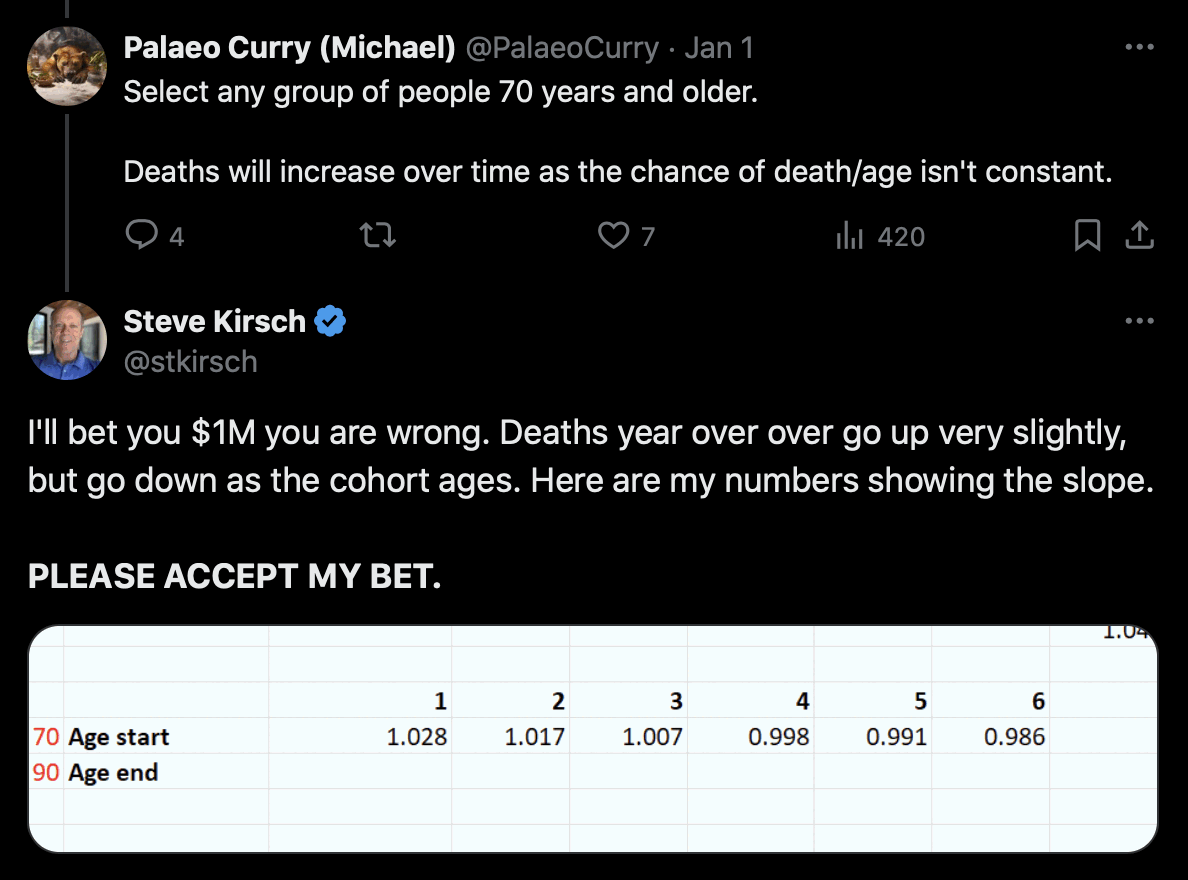 Palaeo Curry (Michael) @PalaeoCurry · Jan 1
Select any group of people 70 years and older.
Deaths will increase over time as the chance of death/age isn't constant.
4 7 420
Steve Kirsch
@stkirsch
I'll bet you $1M you are wrong. Deaths year over over go up very slightly,
but go down as the cohort ages. Here are my numbers showing the slope.
PLEASE ACCEPT MY BET.
1.04
1 2 3 4 5 6
70 Age start 1.028 1.017 1.007 0.998 0.991 0.986
90 Age end